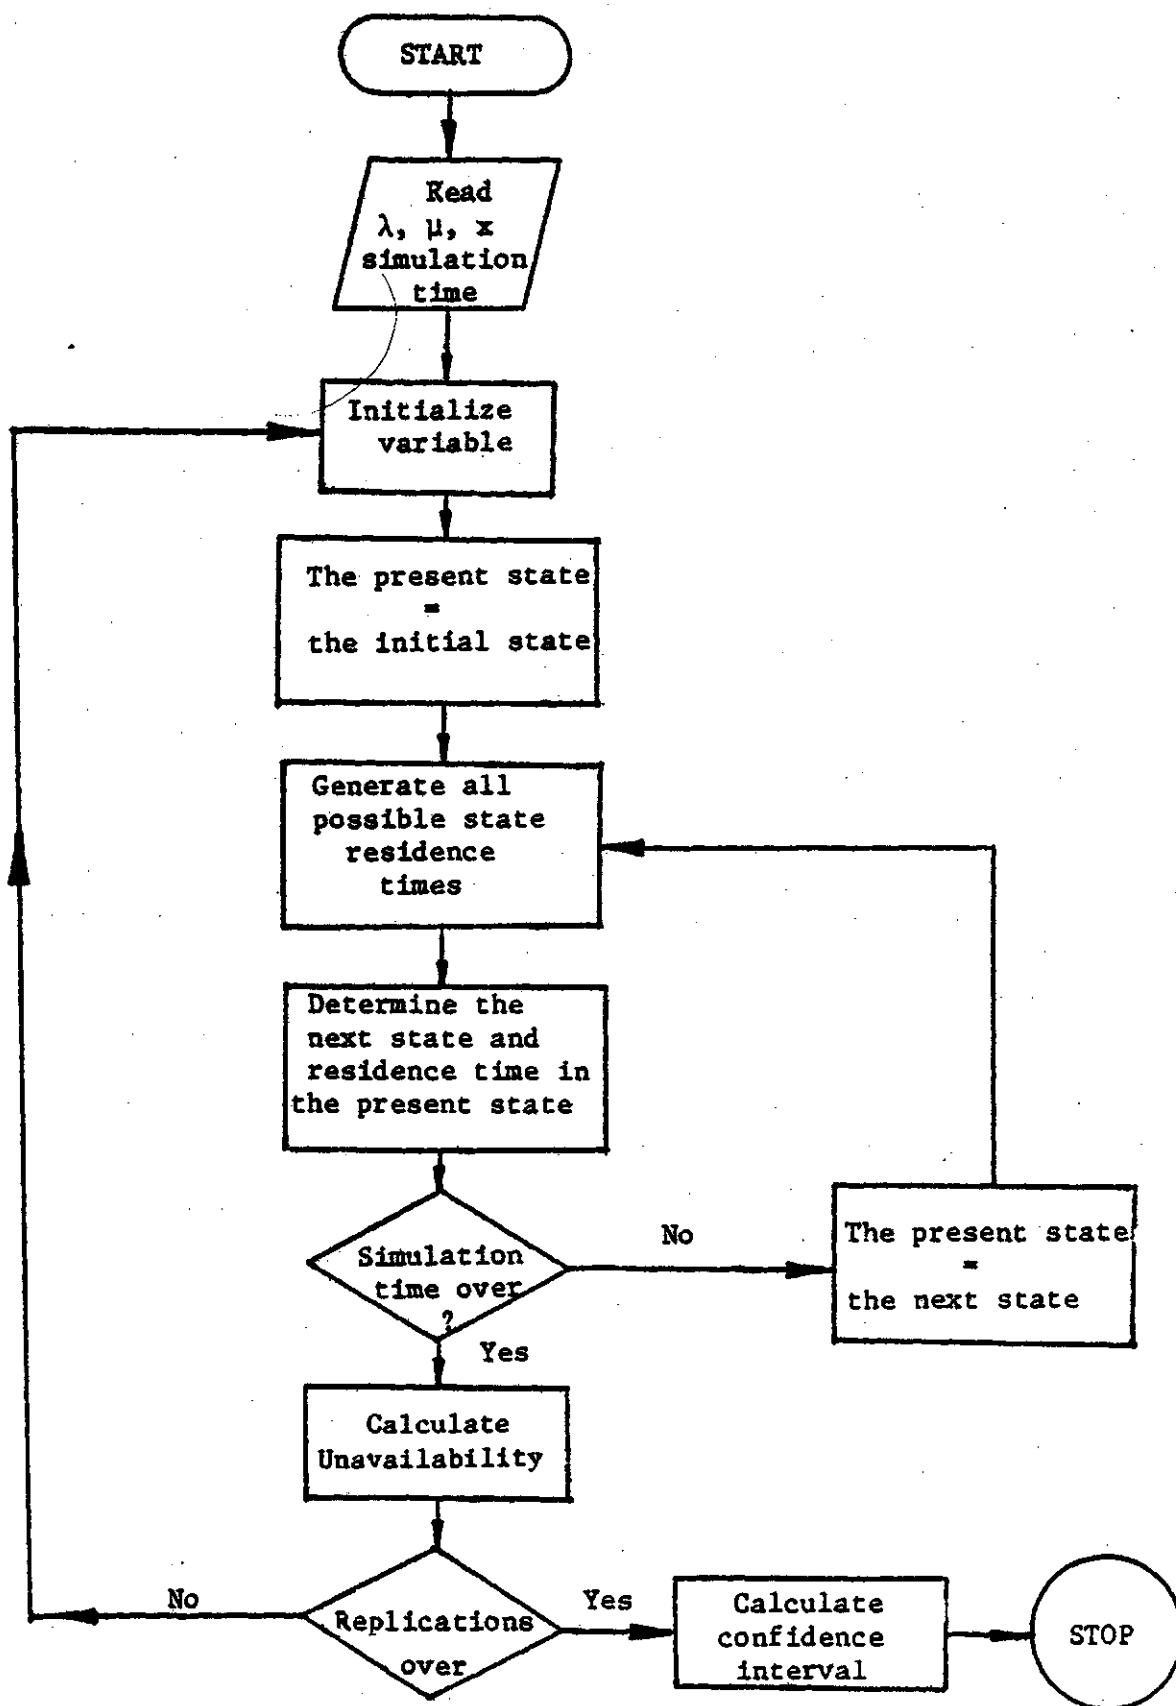 START
Read
λ, μ, x
simulation
time
Initialize
variable
The present state
=
the initial state
Generate all
possible state
residence
times
Determine the
next state and
residence time in
the present state
Simulation
time over
?
No
The present state
=
the next state
Yes
Calculate
Unavailability
No
Replications
over
Yes
Calculate
confidence
interval
STOP